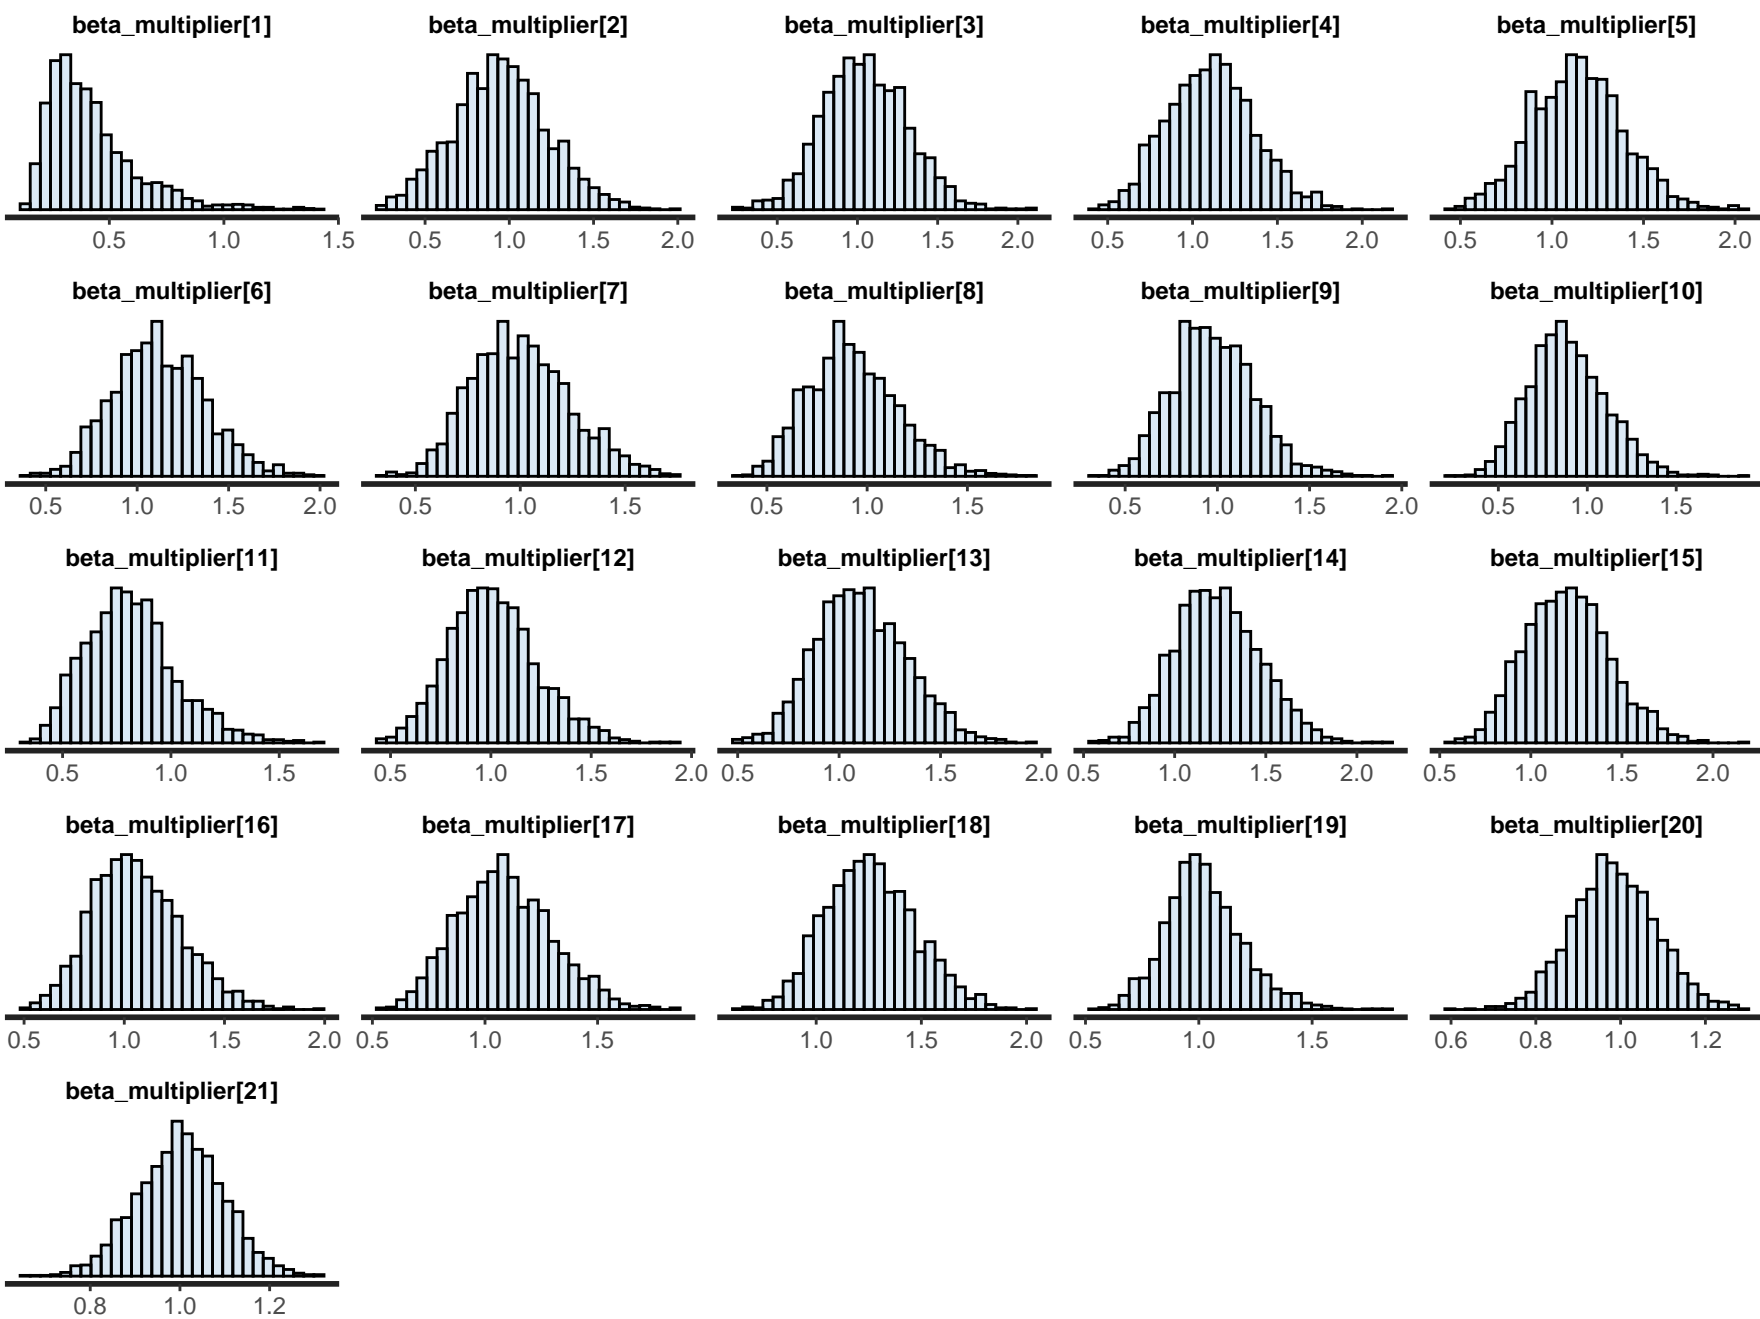 beta_multiplier[1] beta_multiplier[2] beta_multiplier[3] beta_multiplier[4] beta_multiplier[5]
0.5 1.0 1.5 0.5 1.0 1.5 2.0 0.5 1.0 1.5 2.0 0.5 1.0 1.5 2.0 0.5 1.0 1.5 2.0
beta_multiplier[6] beta_multiplier[7] beta_multiplier[8] beta_multiplier[9] beta_multiplier[10]
0.5 1.0 1.5 2.0 0.5 1.0 1.5 0.5 1.0 1.5 0.5 1.0 1.5 2.0 0.5 1.0 1.5
beta_multiplier[11] beta_multiplier[12] beta_multiplier[13] beta_multiplier[14] beta_multiplier[15]
0.5 1.0 1.5 0.5 1.0 1.5 2.0 0.5 1.0 1.5 2.0 0.5 1.0 1.5 2.0 0.5 1.0 1.5 2.0
beta_multiplier[16] beta_multiplier[17] beta_multiplier[18] beta_multiplier[19] beta_multiplier[20]
0.5 1.0 1.5 2.0 0.5 1.0 1.5 1.0 1.5 2.0 0.5 1.0 1.5 0.6 0.8 1.0 1.2
beta_multiplier[21]
0.8 1.0 1.2